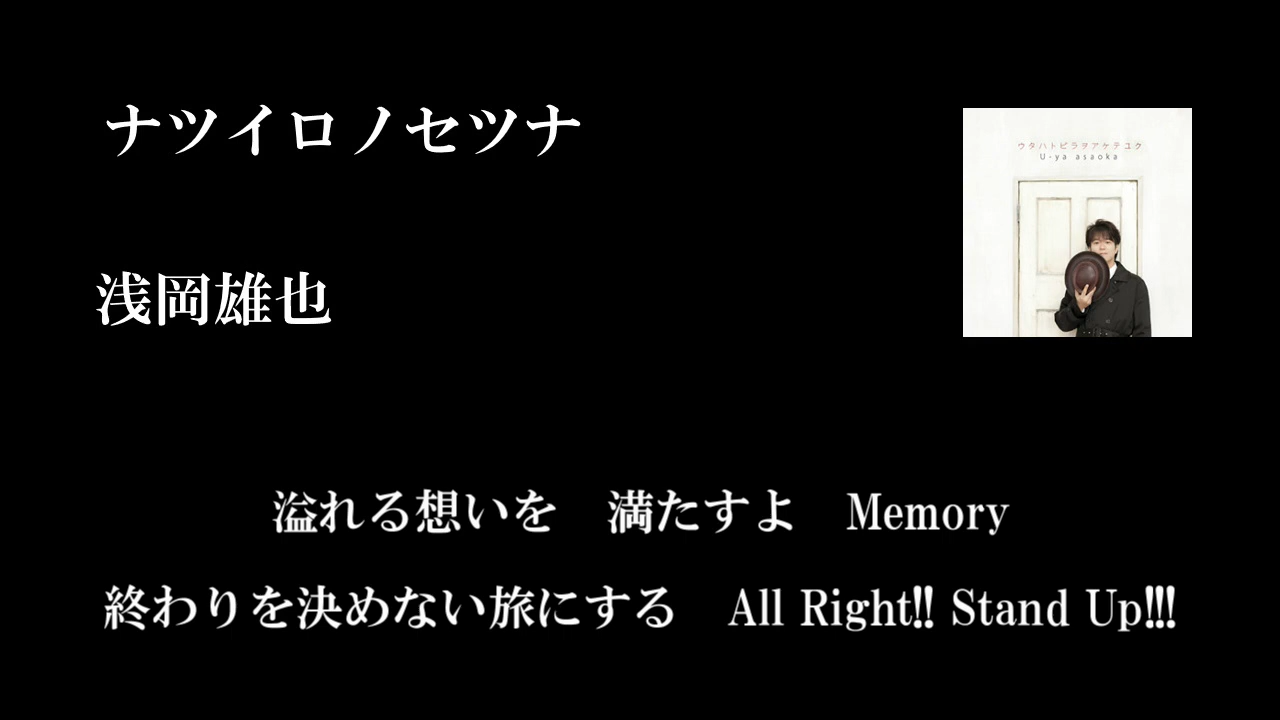 ナツイロノセツナ
ウタハトビラヲアケテユク
U-ya asaoka
浅岡雄也
溢れる想いを　満たすよ　Memory
終わりを決めない旅にする　All Right!! Stand Up!!!